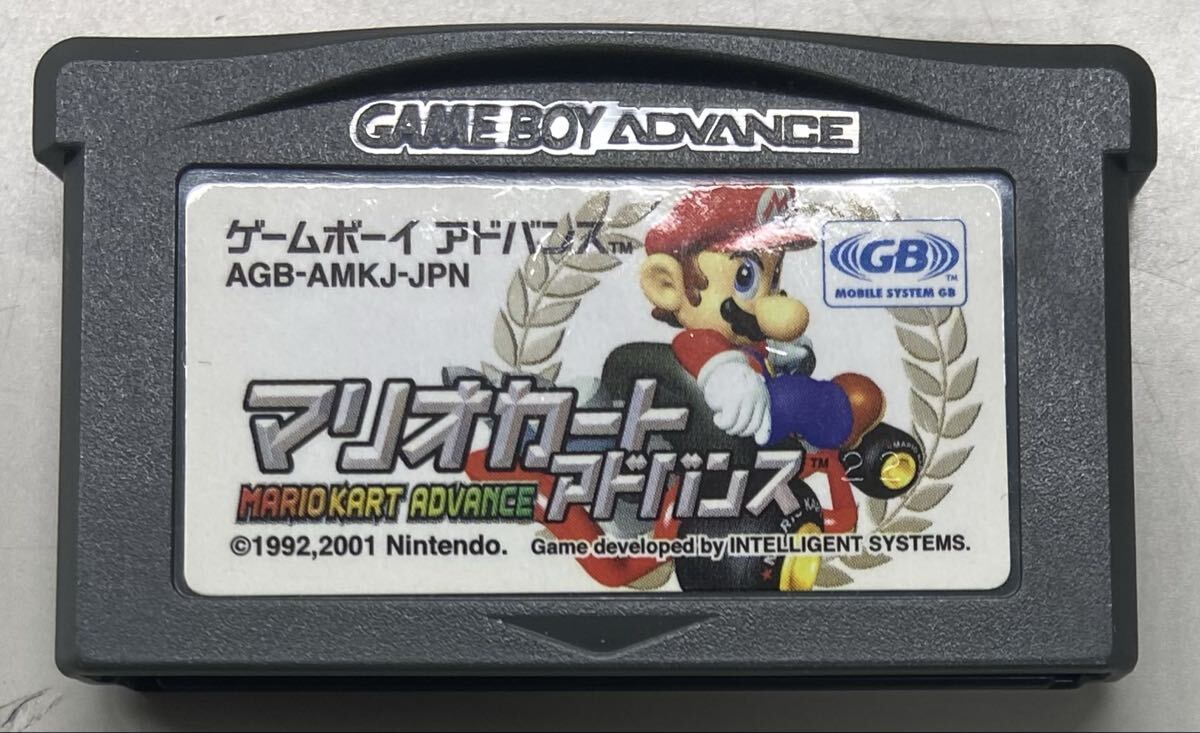 GAME BOY ADVANCE
ゲームボーイ アドバンス™
AGB-AMKJ-JPN
M
GB™
MOBILE SYSTEM GB
マリオカート
アドバンス™
22
MARIO KART ADVANCE
©1992,2001 Nintendo. Game developed by INTELLIGENT SYSTEMS.